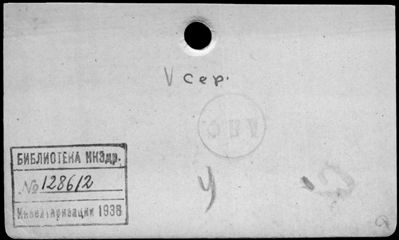 V сер.
БИБЛИОТЕКА НКЗдр.
№ 128612
Инвентаризации 1938
У